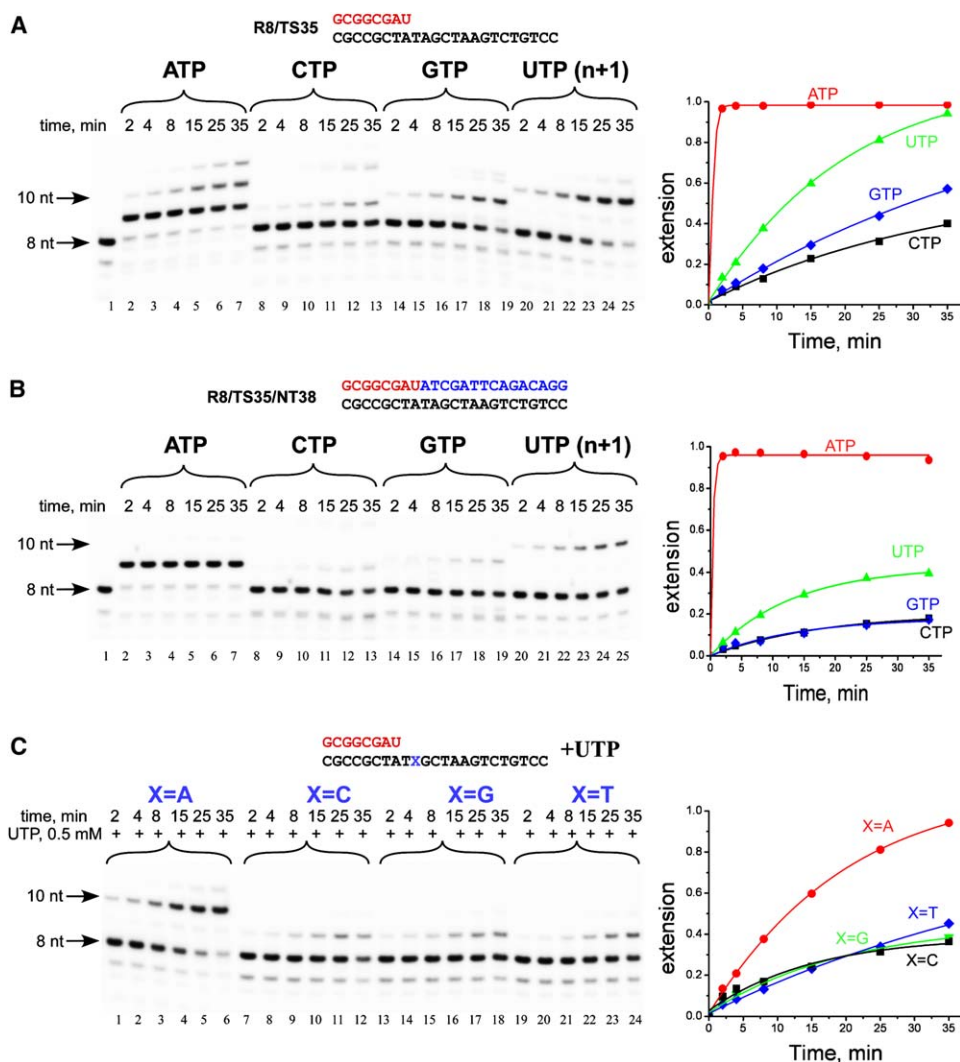 A
R8/TS35
GCGGCGAU
CGCCGCTATAGCTAAGTCTGTCC
ATP CTP GTP UTP (n+1)
time, min 2 4 8 15 25 35 2 4 8 15 25 35 2 4 8 15 25 35 2 4 8 15 25 35
10 nt
8 nt
1 2 3 4 5 6 7 8 9 10 11 12 13 14 15 16 17 18 19 20 21 22 23 24 25
extension
1.0
0.8
0.6
0.4
0.2
0.0
ATP
UTP
GTP
CTP
0 5 10 15 20 25 30 35
Time, min
B
R8/TS35/NT38
GCGGCGAUATCGATTCAGACAGG
CGCCGCTATAGCTAAGTCTGTCC
ATP CTP GTP UTP (n+1)
time, min 2 4 8 15 25 35 2 4 8 15 25 35 2 4 8 15 25 35 2 4 8 15 25 35
10 nt
8 nt
1 2 3 4 5 6 7 8 9 10 11 12 13 14 15 16 17 18 19 20 21 22 23 24 25
extension
1.0
0.8
0.6
0.4
0.2
0.0
ATP
UTP
GTP
CTP
0 5 10 15 20 25 30 35
Time, min
C
GCGGCGAU
CGCCGCTATXGCTAAGTCTGTCC
+UTP
X=A X=C X=G X=T
time, min 2 4 8 15 25 35 2 4 8 15 25 35 2 4 8 15 25 35 2 4 8 15 25 35
UTP, 0.5 mM + + + + + + + + + + + + + + + + + + + + + + + +
10 nt
8 nt
1 2 3 4 5 6 7 8 9 10 11 12 13 14 15 16 17 18 19 20 21 22 23 24
extension
1.0
0.8
0.6
0.4
0.2
0.0
X=A
X=T
X=G
X=C
0 5 10 15 20 25 30 35
Time, min